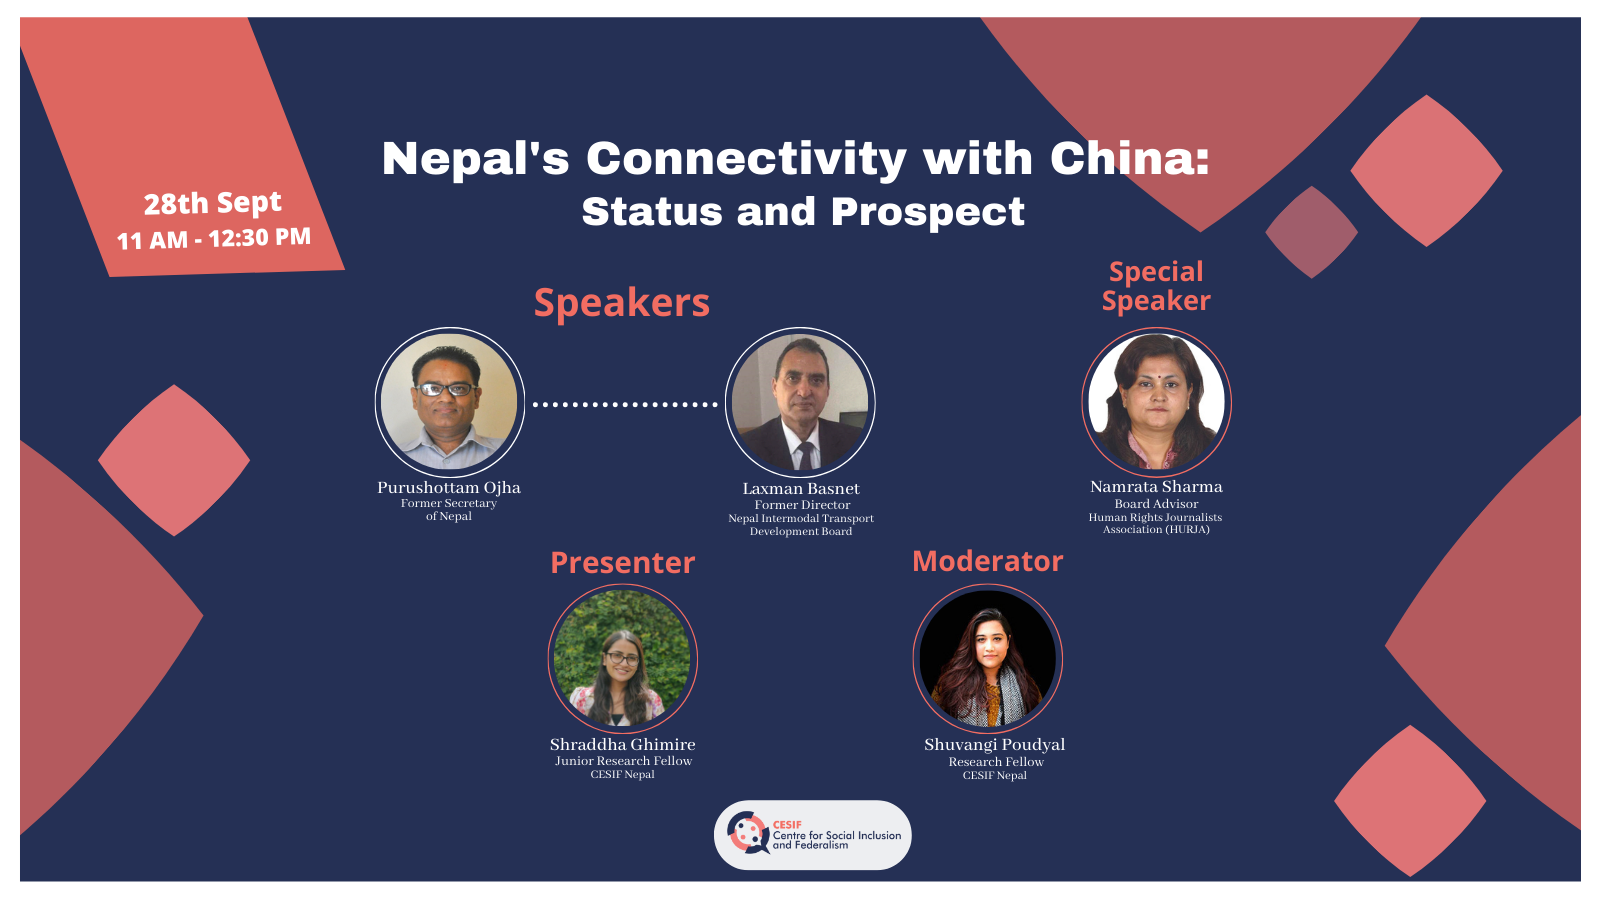 28th Sept
11 AM - 12:30 PM
Nepal's Connectivity with China:
Status and Prospect
Speakers
Special
Speaker
Purushottam Ojha
Former Secretary
of Nepal
Laxman Basnet
Former Director
Nepal Intermodal Transport
Development Board
Namrata Sharma
Board Advisor
Human Rights Journalists
Association (HURJA)
Presenter
Moderator
Shraddha Ghimire
Junior Research Fellow
CESIF Nepal
Shuvangi Poudyal
Research Fellow
CESIF Nepal
CESIF
Centre for Social Inclusion
and Federalism